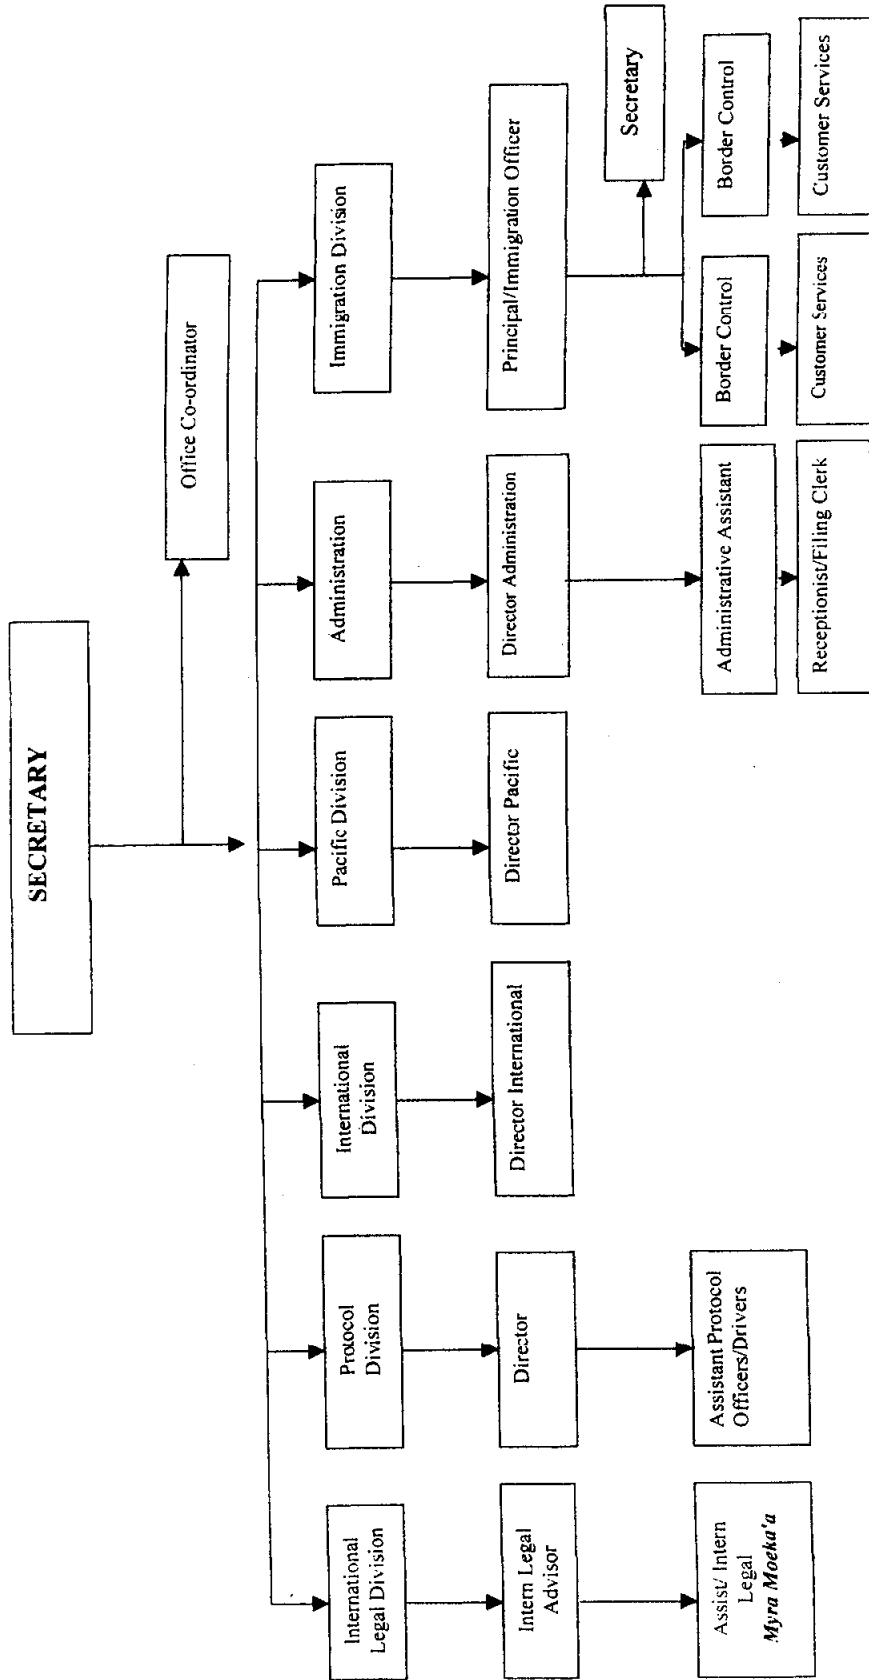 SECRETARY
Office Co-ordinator
International
Legal Division
Protocol
Division
International
Division
Pacific Division
Administration
Immigration Division
Intern Legal
Advisor
Director
Director International
Director Pacific
Director Administration
Principal/Immigration Officer
Secretary
Assist/ Intern
Legal
Myra Moeka'a
Assistant Protocol
Officers/Drivers
Administrative Assistant
Border Control
Border Control
Receptionist/Filing Clerk
Customer Services
Customer Services